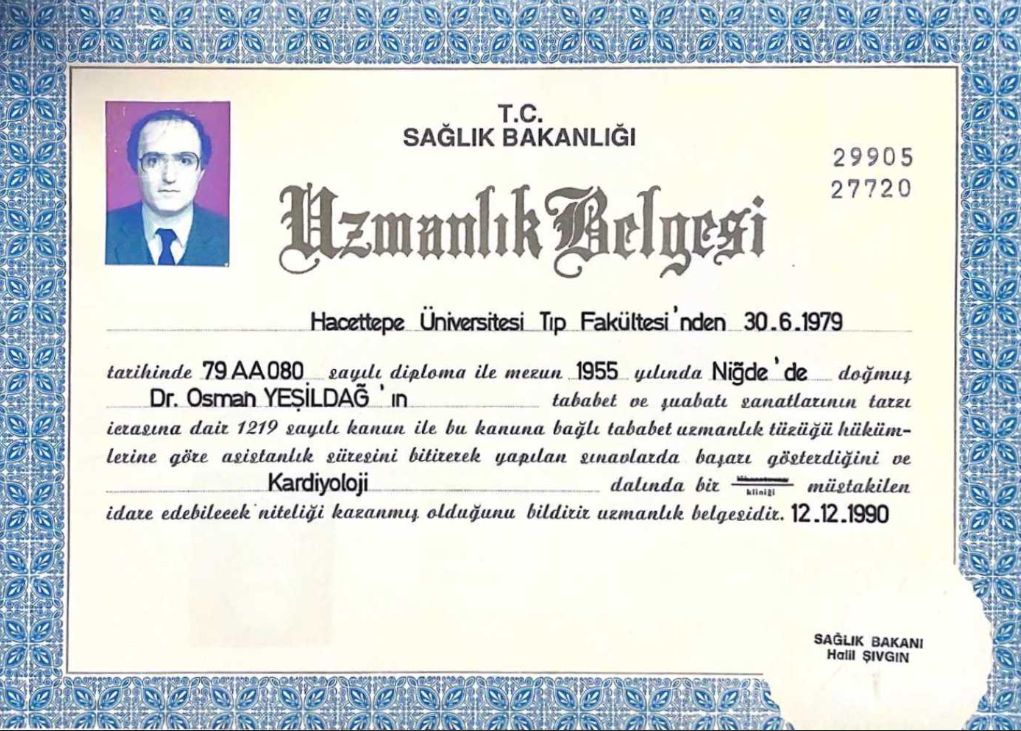 T.C.
SAĞLIK BAKANLIĞI
29905
27720
Uzmanlık Belgesi
Hacettepe Üniversitesi Tıp Fakültesi'nden 30.6.1979
tarihinde 79 AA 080 sayılı diploma ile mezun 1955 yılında Niğde'de doğmuş
Dr. Osman YEŞİLDAĞ'ın tababet ve şuabatı sanatlarının tarzı
icrasına dair 1219 sayılı kanun ile bu kanuna bağlı tababet uzmanlık tüzüğü hüküm-
lerine göre asistanlık süresini bitirerek yapılan sınavlarda başarı gösterdiğini ve
Kardiyoloji dalında bir kliniği müstakilen
idare edebilecek niteliği kazanmış olduğunu bildirir uzmanlık belgesidir. 12.12.1990
SAĞLIK BAKANI
Halil ŞIVGIN